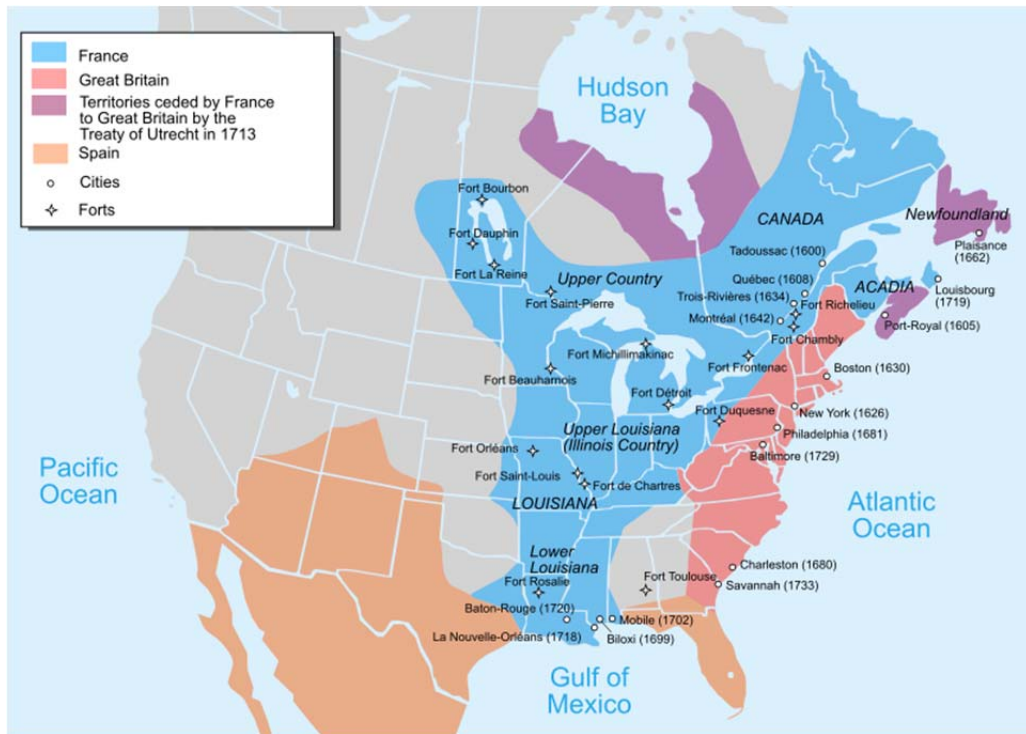 France
Great Britain
Territories ceded by France
to Great Britain by the
Treaty of Utrecht in 1713
Spain
Cities
Forts
Hudson
Bay
Fort Bourbon
Fort Dauphin
Fort La Reine
Upper Country
Fort Saint-Pierre
CANADA
Newfoundland
Plaisance
(1662)
Tadoussac (1600)
Québec (1608)
ACADIA
Louisbourg
(1719)
Trois-Rivières (1634)
Fort Richelieu
Montréal (1642)
Port-Royal (1605)
Fort Chambly
Fort Michillimakinac
Fort Frontenac
Fort Beauharnois
Boston (1630)
Fort Détroit
New York (1626)
Fort Duquesne
Philadelphia (1681)
Upper Louisiana
(Illinois Country)
Baltimore (1729)
Fort Orléans
Fort Saint-Louis
Fort de Chartres
Pacific
Ocean
LOUISIANA
Atlantic
Ocean
Lower
Louisiana
Charleston (1680)
Fort Rosalie
Fort Toulouse
Savannah (1733)
Baton-Rouge (1720)
Mobile (1702)
La Nouvelle-Orléans (1718)
Biloxi (1699)
Gulf of
Mexico